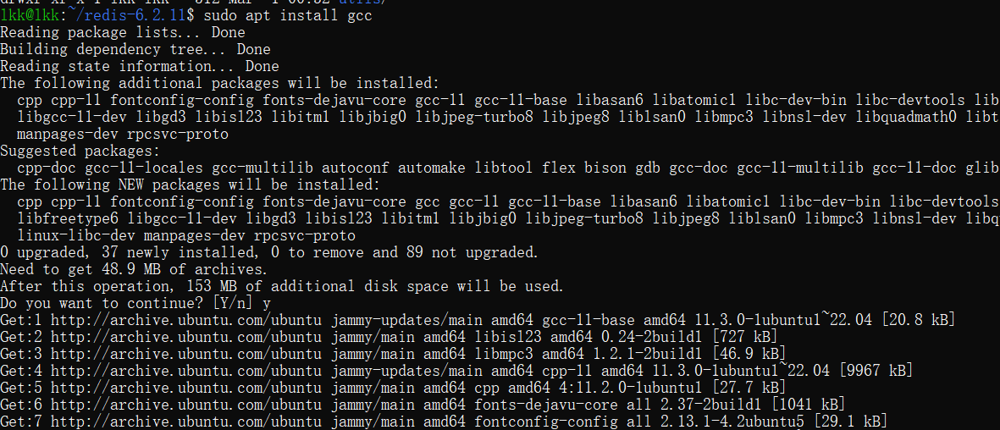 lkk@lkk:~/redis-6.2.11$ sudo apt install gcc
Reading package lists... Done
Building dependency tree... Done
Reading state information... Done
The following additional packages will be installed:
cpp cpp-11 fontconfig-config fonts-dejavu-core gcc-11 gcc-11-base libasan6 libatomic1 libc-dev-bin libc-devtools lib
libgcc-11-dev libgd3 libisl23 libitm1 libjbig0 libjpeg-turbo8 libjpeg8 liblsan0 libmpc3 libnsl-dev libquadmath0 libt
manpages-dev rpcsvc-proto
Suggested packages:
cpp-doc gcc-11-locales gcc-multilib autoconf automake libtool flex bison gdb gcc-doc gcc-11-multilib gcc-11-doc glib
The following NEW packages will be installed:
cpp cpp-11 fontconfig-config fonts-dejavu-core gcc gcc-11 gcc-11-base libasan6 libatomic1 libc-dev-bin libc-devtools
libfreetype6 libgcc-11-dev libgd3 libisl23 libitm1 libjbig0 libjpeg-turbo8 libjpeg8 liblsan0 libmpc3 libnsl-dev libq
linux-libc-dev manpages-dev rpcsvc-proto
0 upgraded, 37 newly installed, 0 to remove and 89 not upgraded.
Need to get 48.9 MB of archives.
After this operation, 153 MB of additional disk space will be used.
Do you want to continue? [Y/n] y
Get:1 http://archive.ubuntu.com/ubuntu jammy-updates/main amd64 gcc-11-base amd64 11.3.0-1ubuntu1~22.04 [20.8 kB]
Get:2 http://archive.ubuntu.com/ubuntu jammy/main amd64 libisl23 amd64 0.24-2build1 [727 kB]
Get:3 http://archive.ubuntu.com/ubuntu jammy/main amd64 libmpc3 amd64 1.2.1-2build1 [46.9 kB]
Get:4 http://archive.ubuntu.com/ubuntu jammy-updates/main amd64 cpp-11 amd64 11.3.0-1ubuntu1~22.04 [9967 kB]
Get:5 http://archive.ubuntu.com/ubuntu jammy/main amd64 cpp amd64 4:11.2.0-1ubuntu1 [27.7 kB]
Get:6 http://archive.ubuntu.com/ubuntu jammy/main amd64 fonts-dejavu-core all 2.37-2build1 [1041 kB]
Get:7 http://archive.ubuntu.com/ubuntu jammy/main amd64 fontconfig-config all 2.13.1-4.2ubuntu5 [29.1 kB]